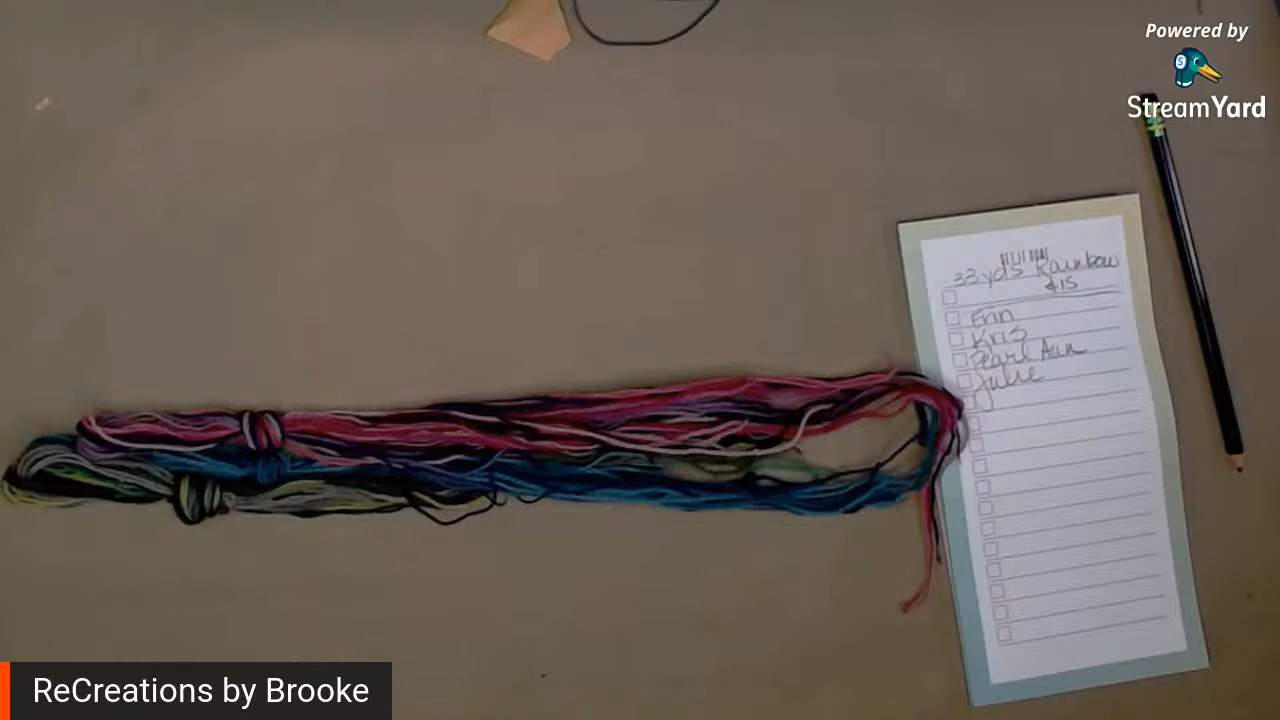 Powered by
StreamYard
33 yds Rainbow
$15
Erin
Kris
Pearl Ann
Julie
ReCreations by Brooke